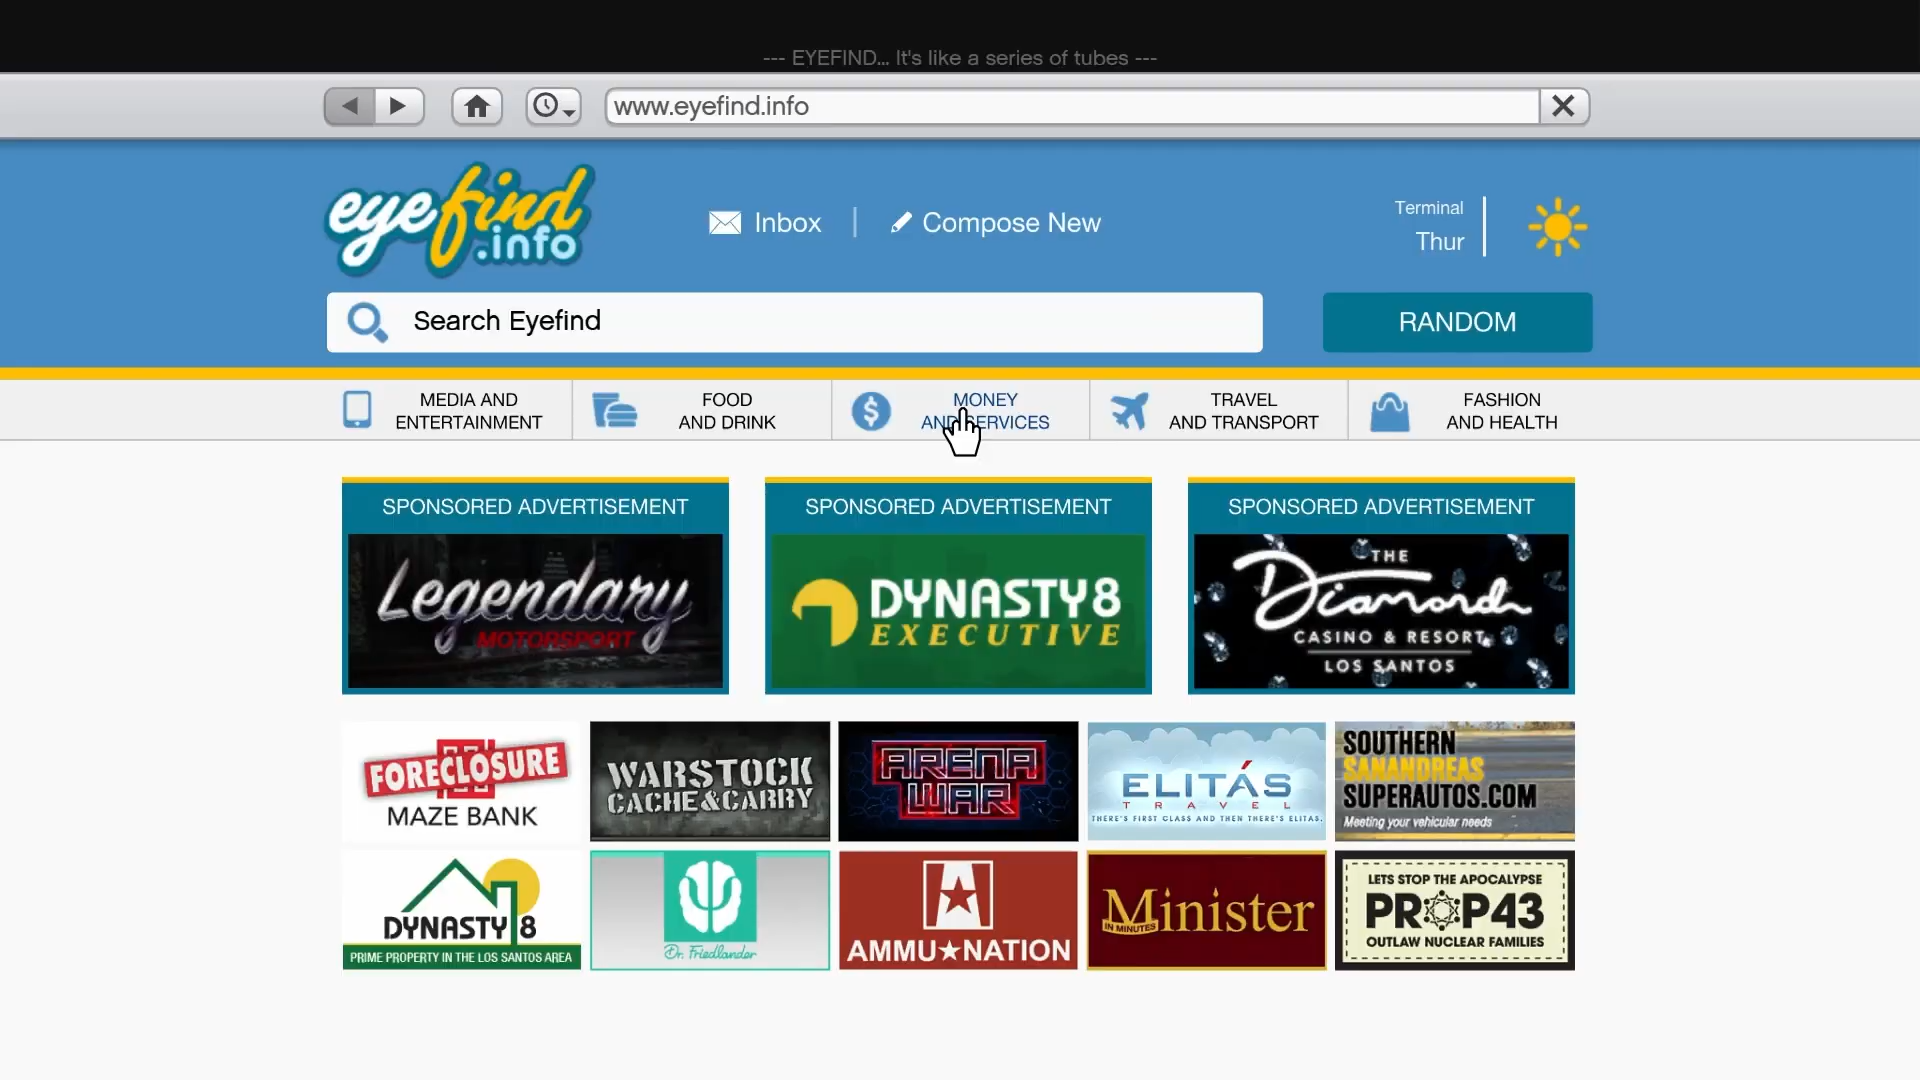 --- EYEFIND... It's like a series of tubes ---
www.eyefind.info
eyefind
.info
Inbox
Compose New
Terminal
Thur
Search Eyefind
RANDOM
MEDIA AND
ENTERTAINMENT
FOOD
AND DRINK
MONEY
AND SERVICES
TRAVEL
AND TRANSPORT
FASHION
AND HEALTH
SPONSORED ADVERTISEMENT
Legendary
MOTORSPORT
SPONSORED ADVERTISEMENT
DYNASTY8
EXECUTIVE
SPONSORED ADVERTISEMENT
THE
Diamond
CASINO & RESORT
LOS SANTOS
FORECLOSURE
MAZE BANK
WARSTOCK
CACHE&CARRY
ARENA
WAR
ELITÁS
TRAVEL
THERE'S FIRST CLASS AND THEN THERE'S ELITAS.
SOUTHERN
SANANDREAS
SUPERAUTOS.COM
Meeting your vehicular needs
DYNASTY 8
PRIME PROPERTY IN THE LOS SANTOS AREA
Dr. Friedlander
AMMU★NATION
Minister
IN MINUTES
LETS STOP THE APOCALYPSE
PROP43
OUTLAW NUCLEAR FAMILIES